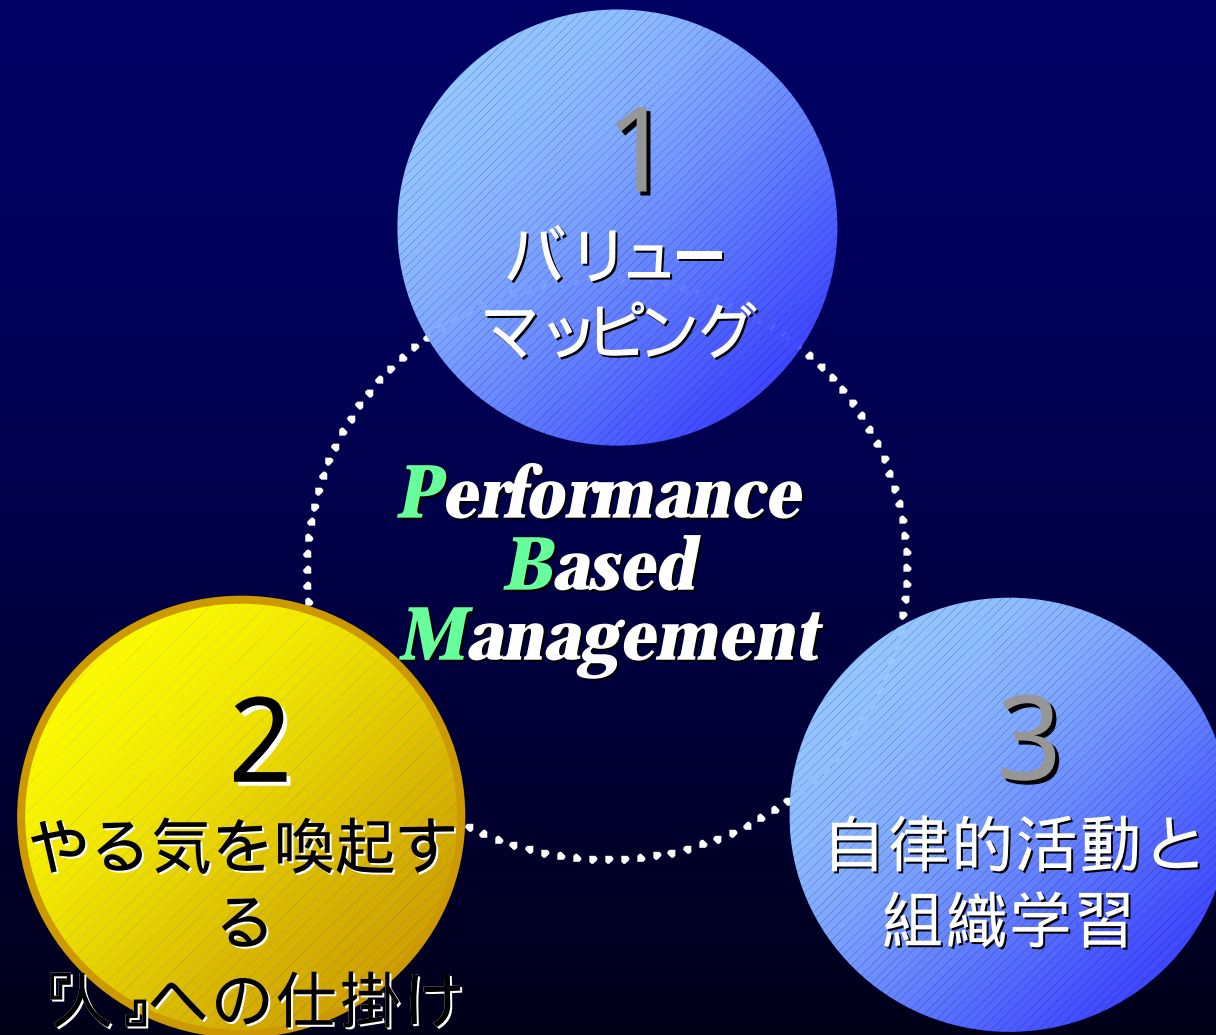 1
バリュー
マッピング
Performance
Based
Management
2
やる気を喚起す
る
『人』への仕掛け
3
自律的活動と
組織学習